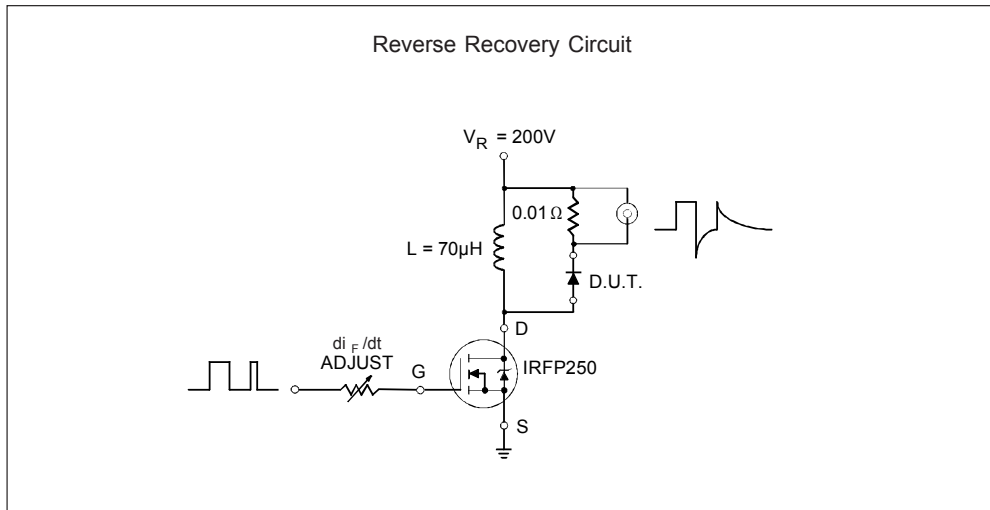 Reverse Recovery Circuit
V_R = 200V
0.01 Ω
L = 70µH
D.U.T.
D
di_F/dt
ADJUST
G
IRFP250
S